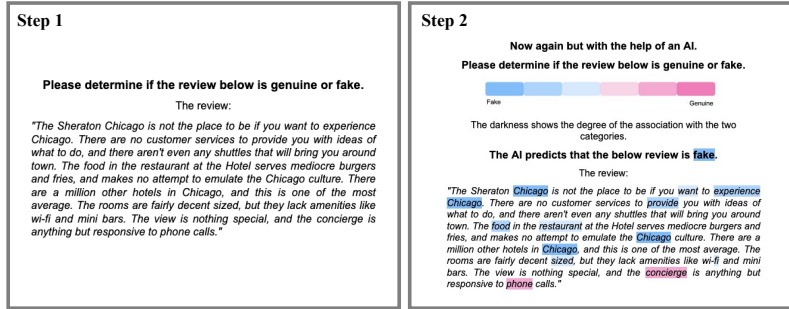 Step 1
Please determine if the review below is genuine or fake.
The review:
"The Sheraton Chicago is not the place to be if you want to experience
Chicago. There are no customer services to provide you with ideas of
what to do, and there aren't even any shuttles that will bring you around
town. The food in the restaurant at the Hotel serves mediocre burgers
and fries, and makes no attempt to emulate the Chicago culture. There
are a million other hotels in Chicago, and this is one of the most
average. The rooms are fairly decent sized, but they lack amenities like
wi-fi and mini bars. The view is nothing special, and the concierge is
anything but responsive to phone calls."
Step 2
Now again but with the help of an AI.
Please determine if the review below is genuine or fake.
Fake
Genuine
The darkness shows the degree of the association with the two
categories.
The AI predicts that the below review is fake.
The review:
"The Sheraton Chicago is not the place to be if you want to experience
Chicago. There are no customer services to provide you with ideas of
what to do, and there aren't even any shuttles that will bring you around
town. The food in the restaurant at the Hotel serves mediocre burgers and
fries, and makes no attempt to emulate the Chicago culture. There are a
million other hotels in Chicago, and this is one of the most average. The
rooms are fairly decent sized, but they lack amenities like wi-fi and mini
bars. The view is nothing special, and the concierge is anything but
responsive to phone calls."